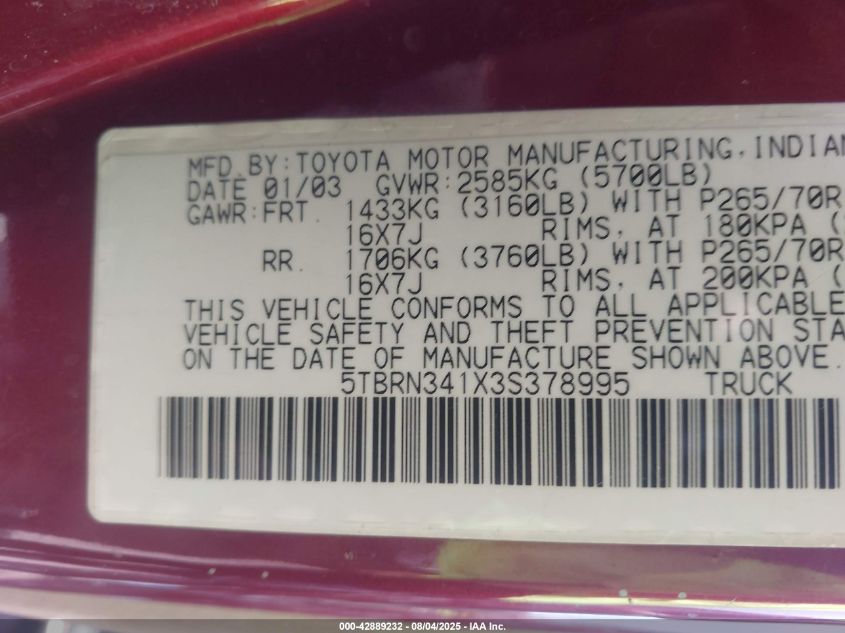 MFD.BY:TOYOTA MOTOR MANUFACTURING,INDIAN
DATE 01/03 GVWR:2585KG (5700LB)
GAWR:FRT. 1433KG (3160LB) WITH P265/70R
16X7J RIMS, AT 180KPA (
RR. 1706KG (3760LB) WITH P265/70R
16X7J RIMS, AT 200KPA (
THIS VEHICLE CONFORMS TO ALL APPLICABLE
VEHICLE SAFETY AND THEFT PREVENTION STA
ON THE DATE OF MANUFACTURE SHOWN ABOVE.
5TBRN341X3S378995 TRUCK
000-42889232 - 08/04/2025 - IAA Inc.